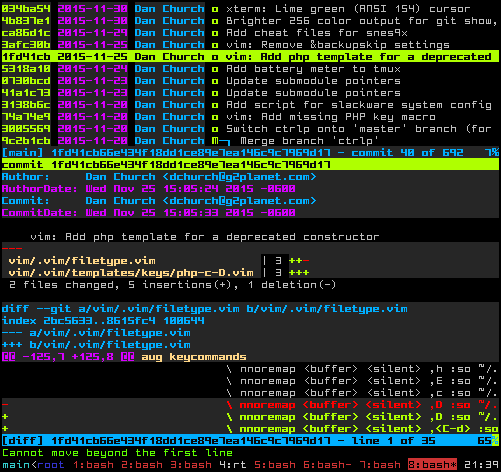 034ba54 2015-11-30 Dan Church o xterm: Lime green (ANSI 154) cursor
4b837e1 2015-11-30 Dan Church o Brighter 256 color output for git show,
ca86d1c 2015-11-29 Dan Church o Add cheat files for snes9x
3afc30b 2015-11-25 Dan Church o vim: Remove &backupskip settings
1fd41cb 2015-11-25 Dan Church o vim: Add php template for a deprecated
5318a10 2015-11-24 Dan Church o Add battery meter to tmux
0730bcd 2015-11-23 Dan Church o Update submodule pointers
41a1c73 2015-11-23 Dan Church o Update submodule pointers
3138b6c 2015-11-20 Dan Church o Add script for slackware system config
74a74e9 2015-11-20 Dan Church o vim: Add missing PHP key macro
3005569 2015-11-20 Dan Church o Switch ctrlp onto 'master' branch (for
9c2b1cb 2015-11-20 Dan Church M─┐ Merge branch 'ctrlp'
[main] 1fd41cb66e434f18dd1ce89e7ea146c9c7969d17 - commit 40 of 692 7%
commit 1fd41cb66e434f18dd1ce89e7ea146c9c7969d17
Author: Dan Church <dchurch@g2planet.com>
AuthorDate: Wed Nov 25 15:05:24 2015 -0600
Commit: Dan Church <dchurch@g2planet.com>
CommitDate: Wed Nov 25 15:05:33 2015 -0600
vim: Add php template for a deprecated constructor
---
vim/.vim/filetype.vim | 3 ++-
vim/.vim/templates/keys/php-c-D.vim | 3 +++
2 files changed, 5 insertions(+), 1 deletion(-)
diff --git a/vim/.vim/filetype.vim b/vim/.vim/filetype.vim
index 2bc5633..8615fc4 100644
--- a/vim/.vim/filetype.vim
+++ b/vim/.vim/filetype.vim
@@ -125,7 +125,8 @@ aug keycommands
\ nnoremap <buffer> <silent> ,h :so ~/.
\ nnoremap <buffer> <silent> ,E :so ~/.
\ nnoremap <buffer> <silent> ,c :so ~/.
- \ nnoremap <buffer> <silent> ,D :so ~/.
+ \ nnoremap <buffer> <silent> ,D :so ~/.
+ \ nnoremap <buffer> <silent> ,<C-d> :so
[diff] 1fd41cb66e434f18dd1ce89e7ea146c9c7969d17 - line 1 of 35 65%
Cannot move beyond the first line
main<root 1:bash 2:bash 3:bash 4:rt 5:bash 6:bash- 7:bash 8:bash* 21:39